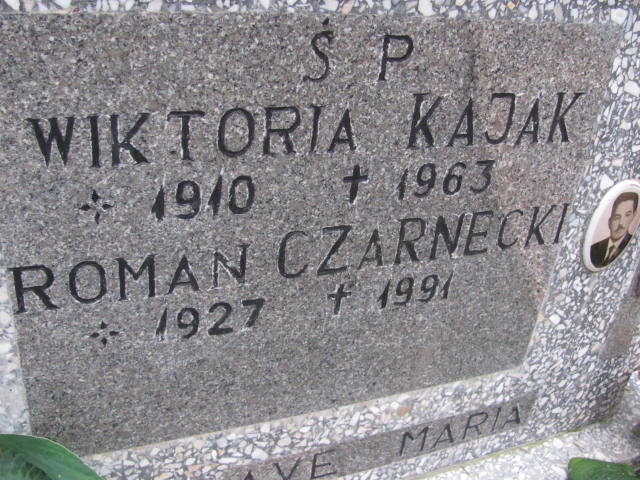 Ś P
WIKTORIA KAJAK
1910 ✝ 1963
ROMAN CZARNECKI
1927 ✝ 1991
AVE MARIA